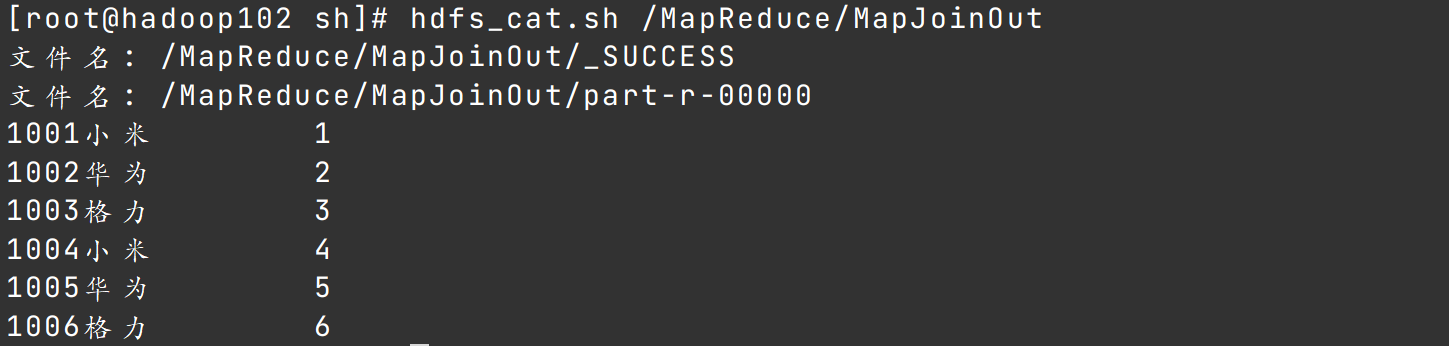 [root@hadoop102 sh]# hdfs_cat.sh /MapReduce/MapJoinOut
文件名: /MapReduce/MapJoinOut/_SUCCESS
文件名: /MapReduce/MapJoinOut/part-r-00000
1001小米 1
1002华为 2
1003格力 3
1004小米 4
1005华为 5
1006格力 6